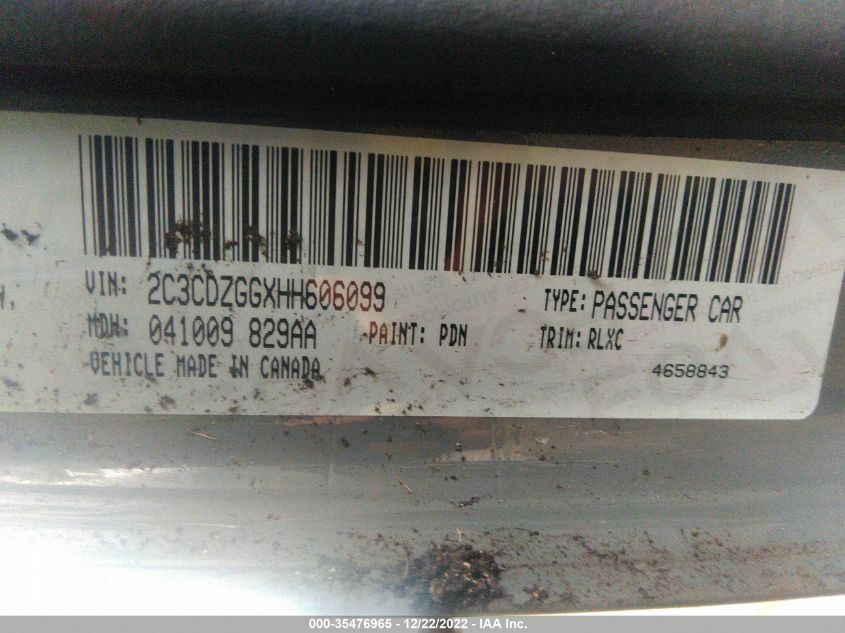 VIN: 2C3CDZGGXHH606099 TYPE: PASSENGER CAR
MDH: 041009 829AA PAINT: PDN TRIM: RLXC
VEHICLE MADE IN CANADA 4658843
000-35476965 - 12/22/2022 - IAA Inc.